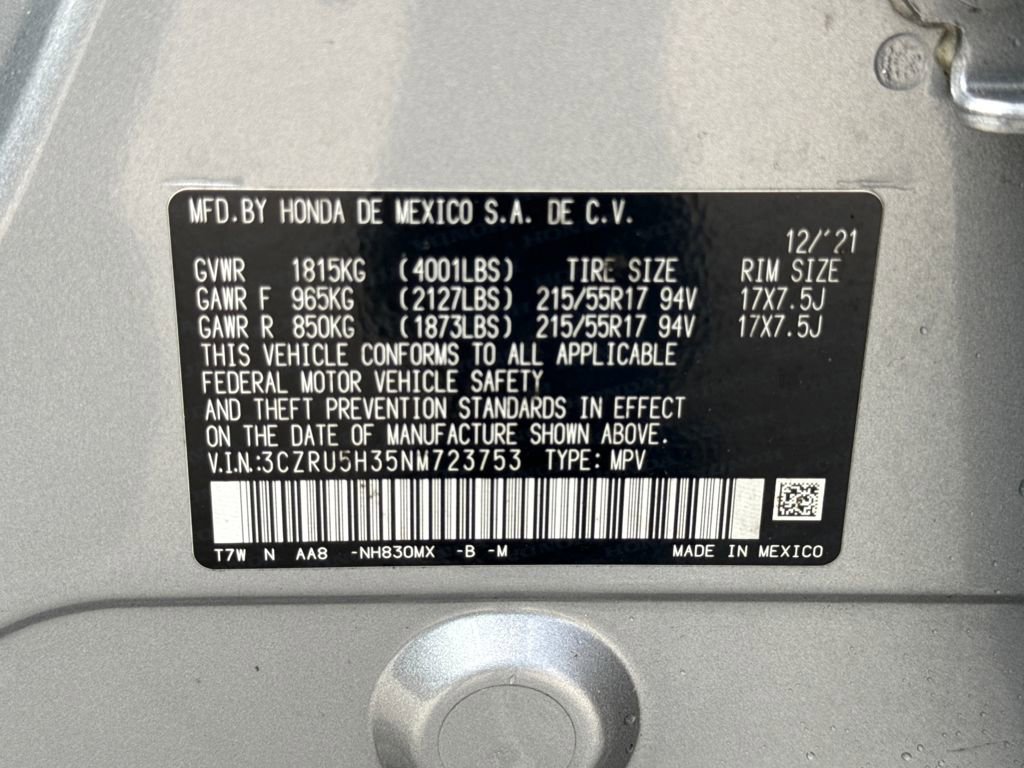 MFD.BY HONDA DE MEXICO S.A. DE C.V.
12/'21
GVWR 1815KG (4001LBS) TIRE SIZE RIM SIZE
GAWR F 965KG (2127LBS) 215/55R17 94V 17X7.5J
GAWR R 850KG (1873LBS) 215/55R17 94V 17X7.5J
THIS VEHICLE CONFORMS TO ALL APPLICABLE
FEDERAL MOTOR VEHICLE SAFETY
AND THEFT PREVENTION STANDARDS IN EFFECT
ON THE DATE OF MANUFACTURE SHOWN ABOVE.
V.I.N.:3CZRU5H35NM723753 TYPE: MPV
T7W N AA8 -NH830MX -B -M MADE IN MEXICO